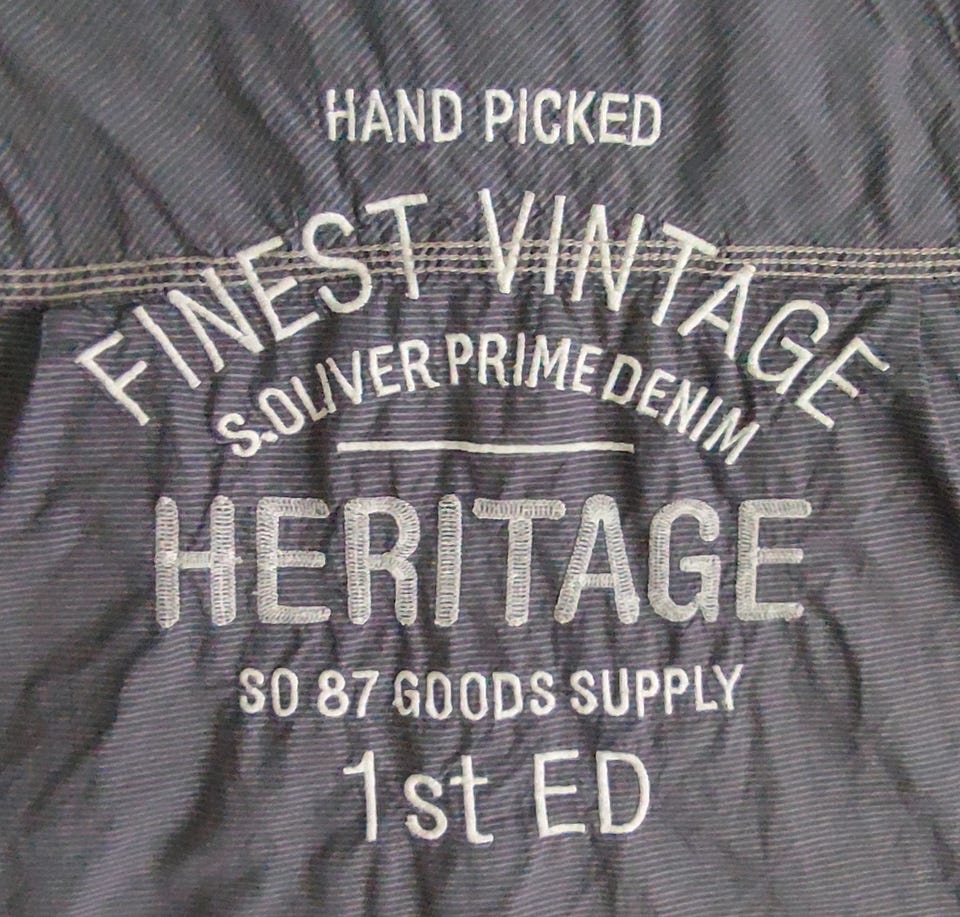 HAND PICKED
FINEST VINTAGE
S.OLIVER PRIME DENIM
HERITAGE
SO 87 GOODS SUPPLY
1st ED